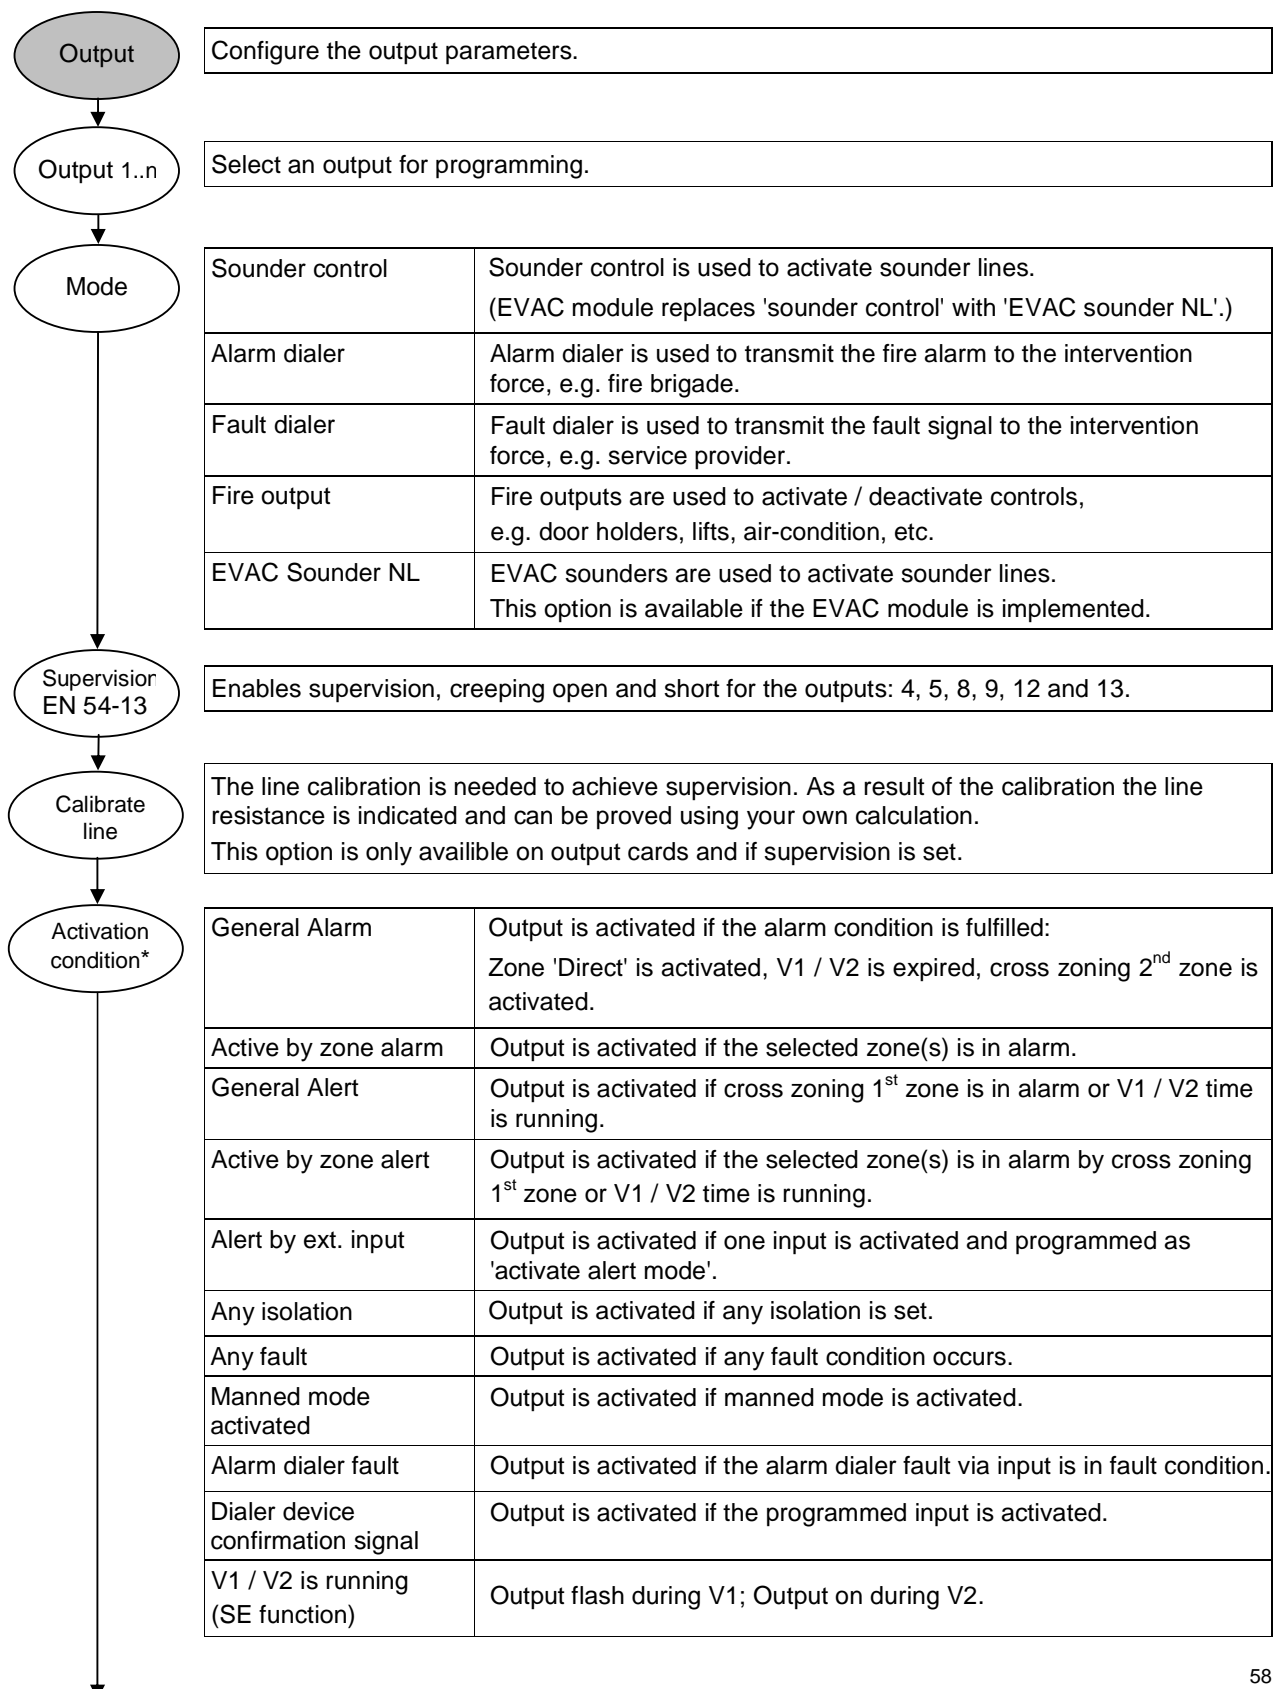 Output
Configure the output parameters.
Output 1..n
Select an output for programming.
Mode
Sounder control
Sounder control is used to activate sounder lines.
(EVAC module replaces 'sounder control' with 'EVAC sounder NL'.)
Alarm dialer
Alarm dialer is used to transmit the fire alarm to the intervention
force, e.g. fire brigade.
Fault dialer
Fault dialer is used to transmit the fault signal to the intervention
force, e.g. service provider.
Fire output
Fire outputs are used to activate / deactivate controls,
e.g. door holders, lifts, air-condition, etc.
EVAC Sounder NL
EVAC sounders are used to activate sounder lines.
This option is available if the EVAC module is implemented.
Supervision
EN 54-13
Enables supervision, creeping open and short for the outputs: 4, 5, 8, 9, 12 and 13.
Calibrate
line
The line calibration is needed to achieve supervision. As a result of the calibration the line
resistance is indicated and can be proved using your own calculation.
This option is only availible on output cards and if supervision is set.
Activation
condition*
General Alarm
Output is activated if the alarm condition is fulfilled:
Zone 'Direct' is activated, V1 / V2 is expired, cross zoning 2nd zone is
activated.
Active by zone alarm
Output is activated if the selected zone(s) is in alarm.
General Alert
Output is activated if cross zoning 1st zone is in alarm or V1 / V2 time
is running.
Active by zone alert
Output is activated if the selected zone(s) is in alarm by cross zoning
1st zone or V1 / V2 time is running.
Alert by ext. input
Output is activated if one input is activated and programmed as
'activate alert mode'.
Any isolation
Output is activated if any isolation is set.
Any fault
Output is activated if any fault condition occurs.
Manned mode
activated
Output is activated if manned mode is activated.
Alarm dialer fault
Output is activated if the alarm dialer fault via input is in fault condition.
Dialer device
confirmation signal
Output is activated if the programmed input is activated.
V1 / V2 is running
(SE function)
Output flash during V1; Output on during V2.
58